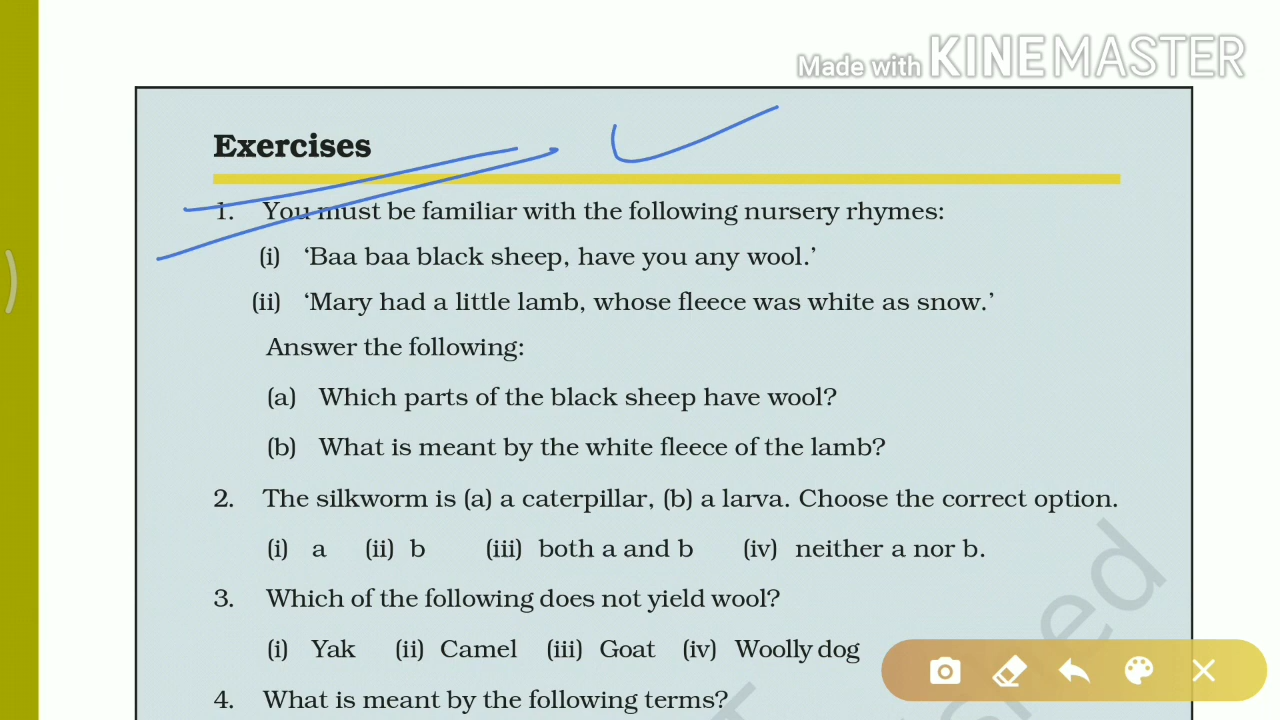 Made with KINEMASTER
Exercises
1. You must be familiar with the following nursery rhymes:
(i) ‘Baa baa black sheep, have you any wool.’
(ii) ‘Mary had a little lamb, whose fleece was white as snow.’
Answer the following:
(a) Which parts of the black sheep have wool?
(b) What is meant by the white fleece of the lamb?
2. The silkworm is (a) a caterpillar, (b) a larva. Choose the correct option.
(i) a (ii) b (iii) both a and b (iv) neither a nor b.
3. Which of the following does not yield wool?
(i) Yak (ii) Camel (iii) Goat (iv) Woolly dog
4. What is meant by the following terms?